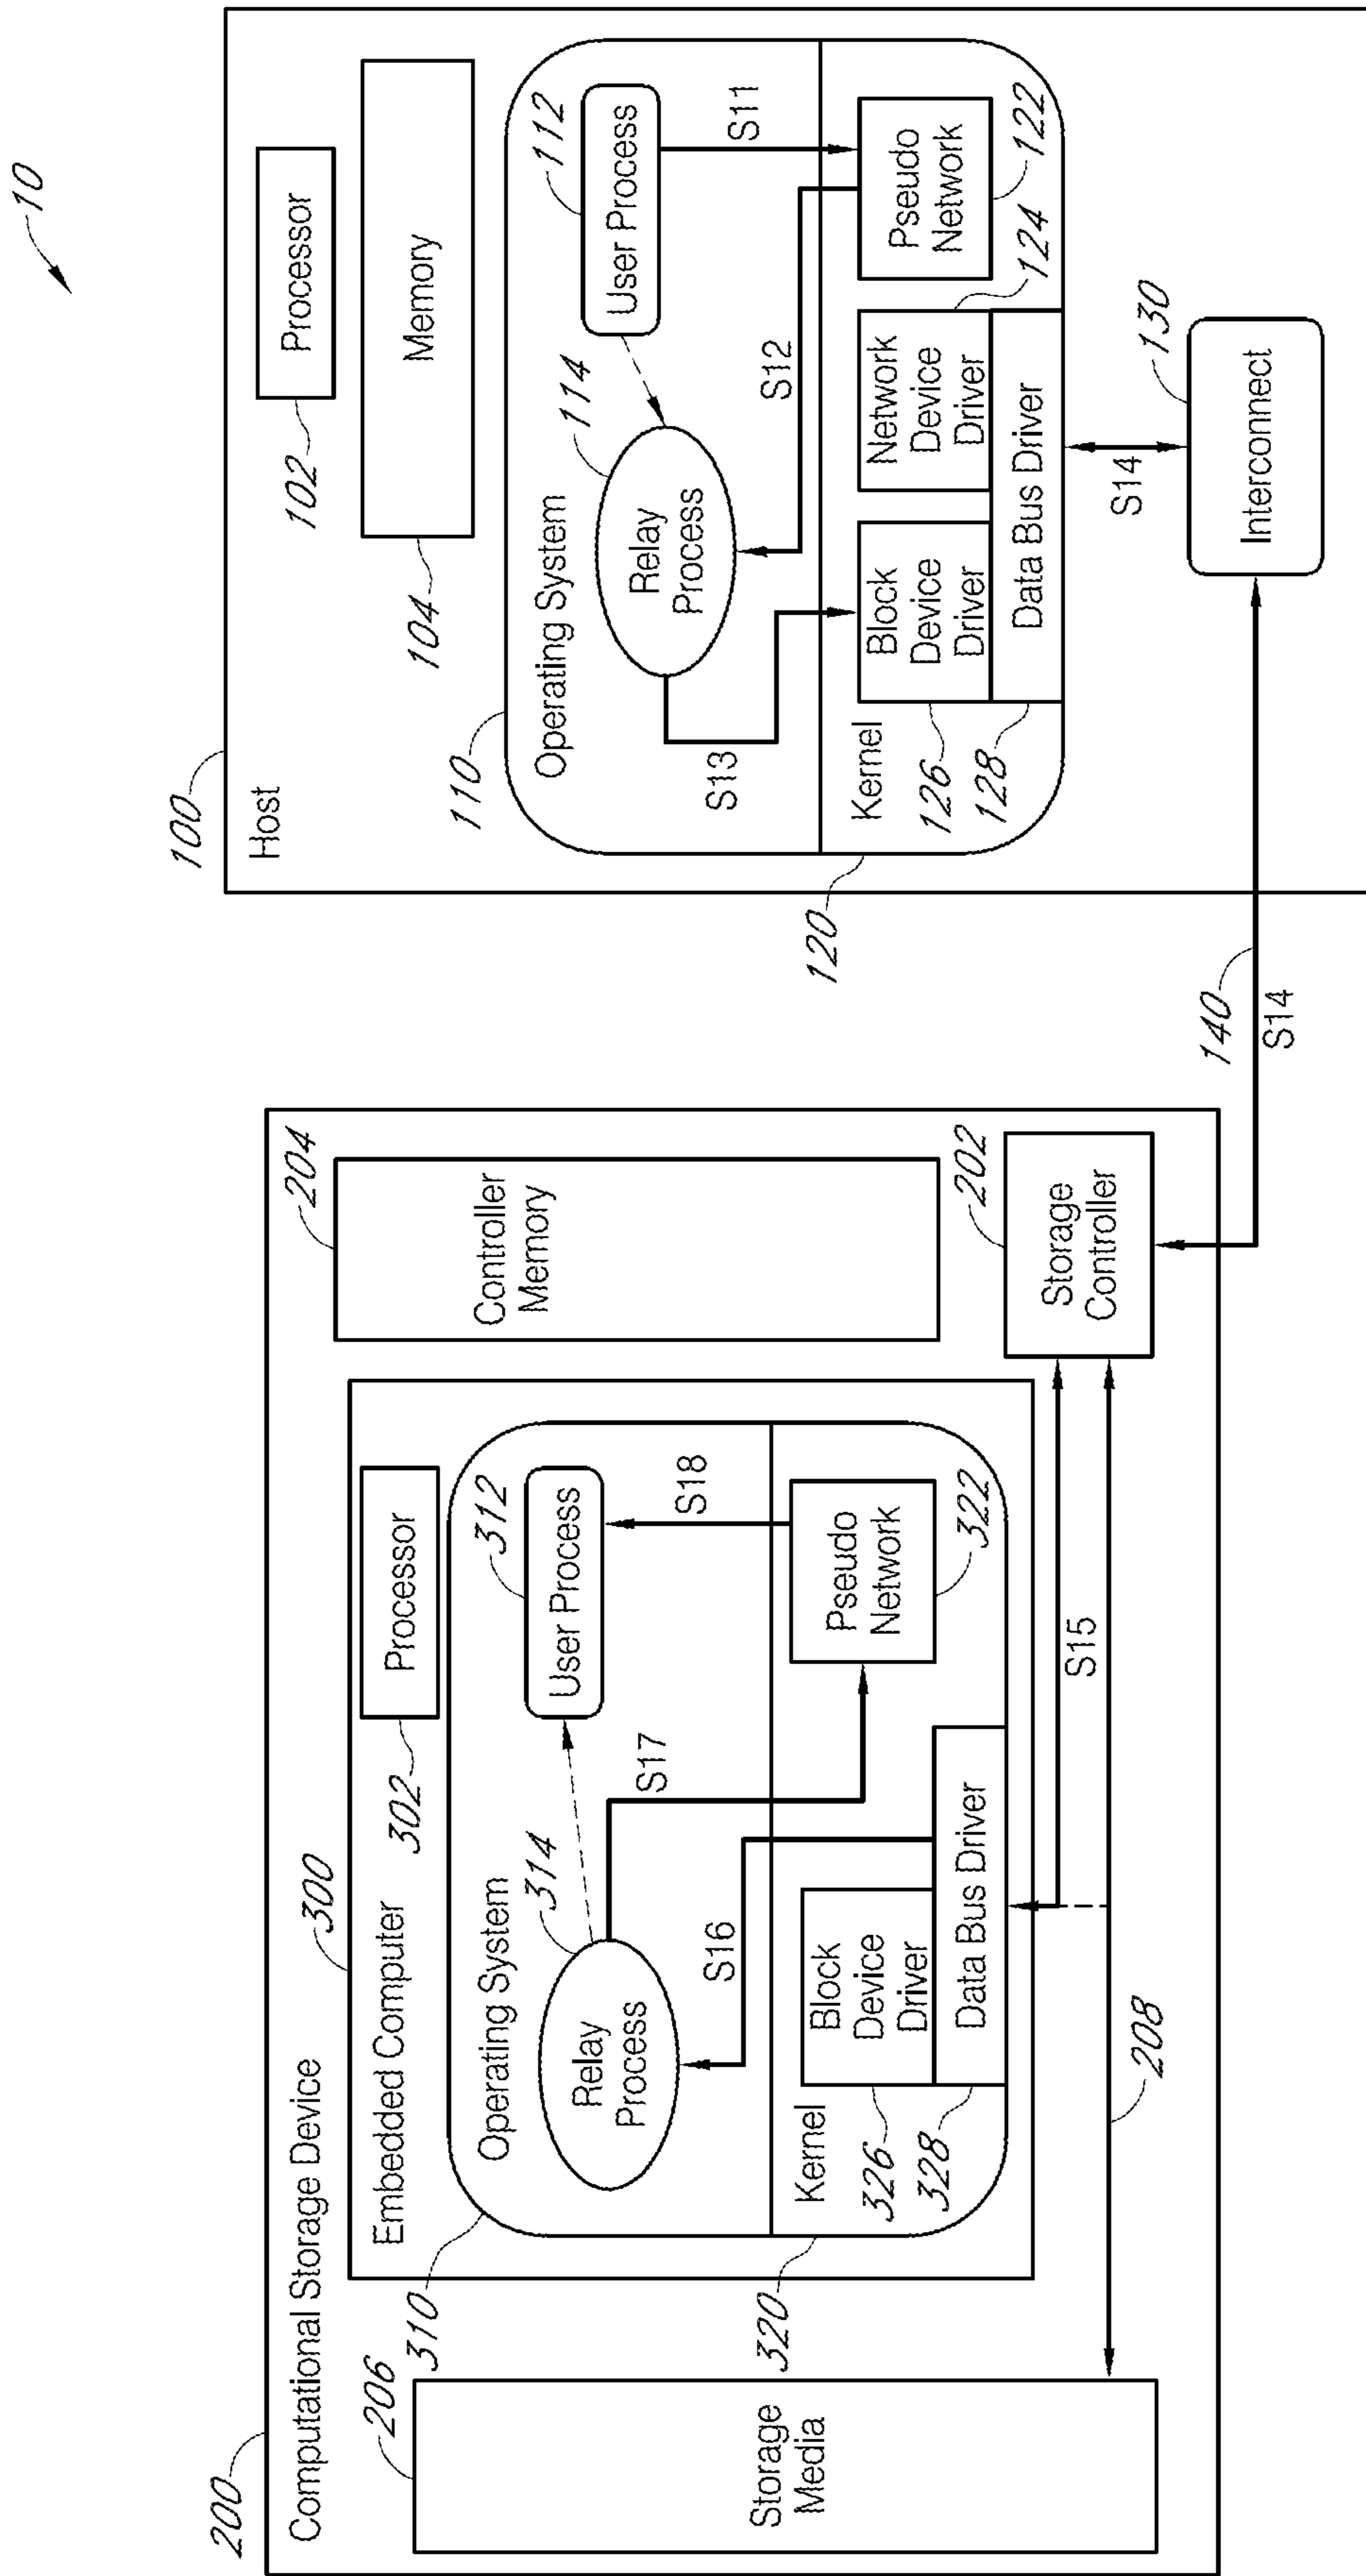 10
200
Computational Storage Device
206
Storage
Media
300
Embedded Computer
302
Processor
310
Operating System
314
Relay
Process
312
User Process
S16
S17
S18
320
Kernel
326
328
Block
Device
Driver
Data Bus Driver
Pseudo
Network
322
208
S15
204
Controller
Memory
202
Storage
Controller
140
S14
100
Host
102
Processor
104
Memory
110
Operating System
114
Relay
Process
112
User Process
S13
S12
S11
120
Kernel
126
128
Block
Device
Driver
Network
Device
Driver
124
Data Bus Driver
Pseudo
Network
122
S14
130
Interconnect